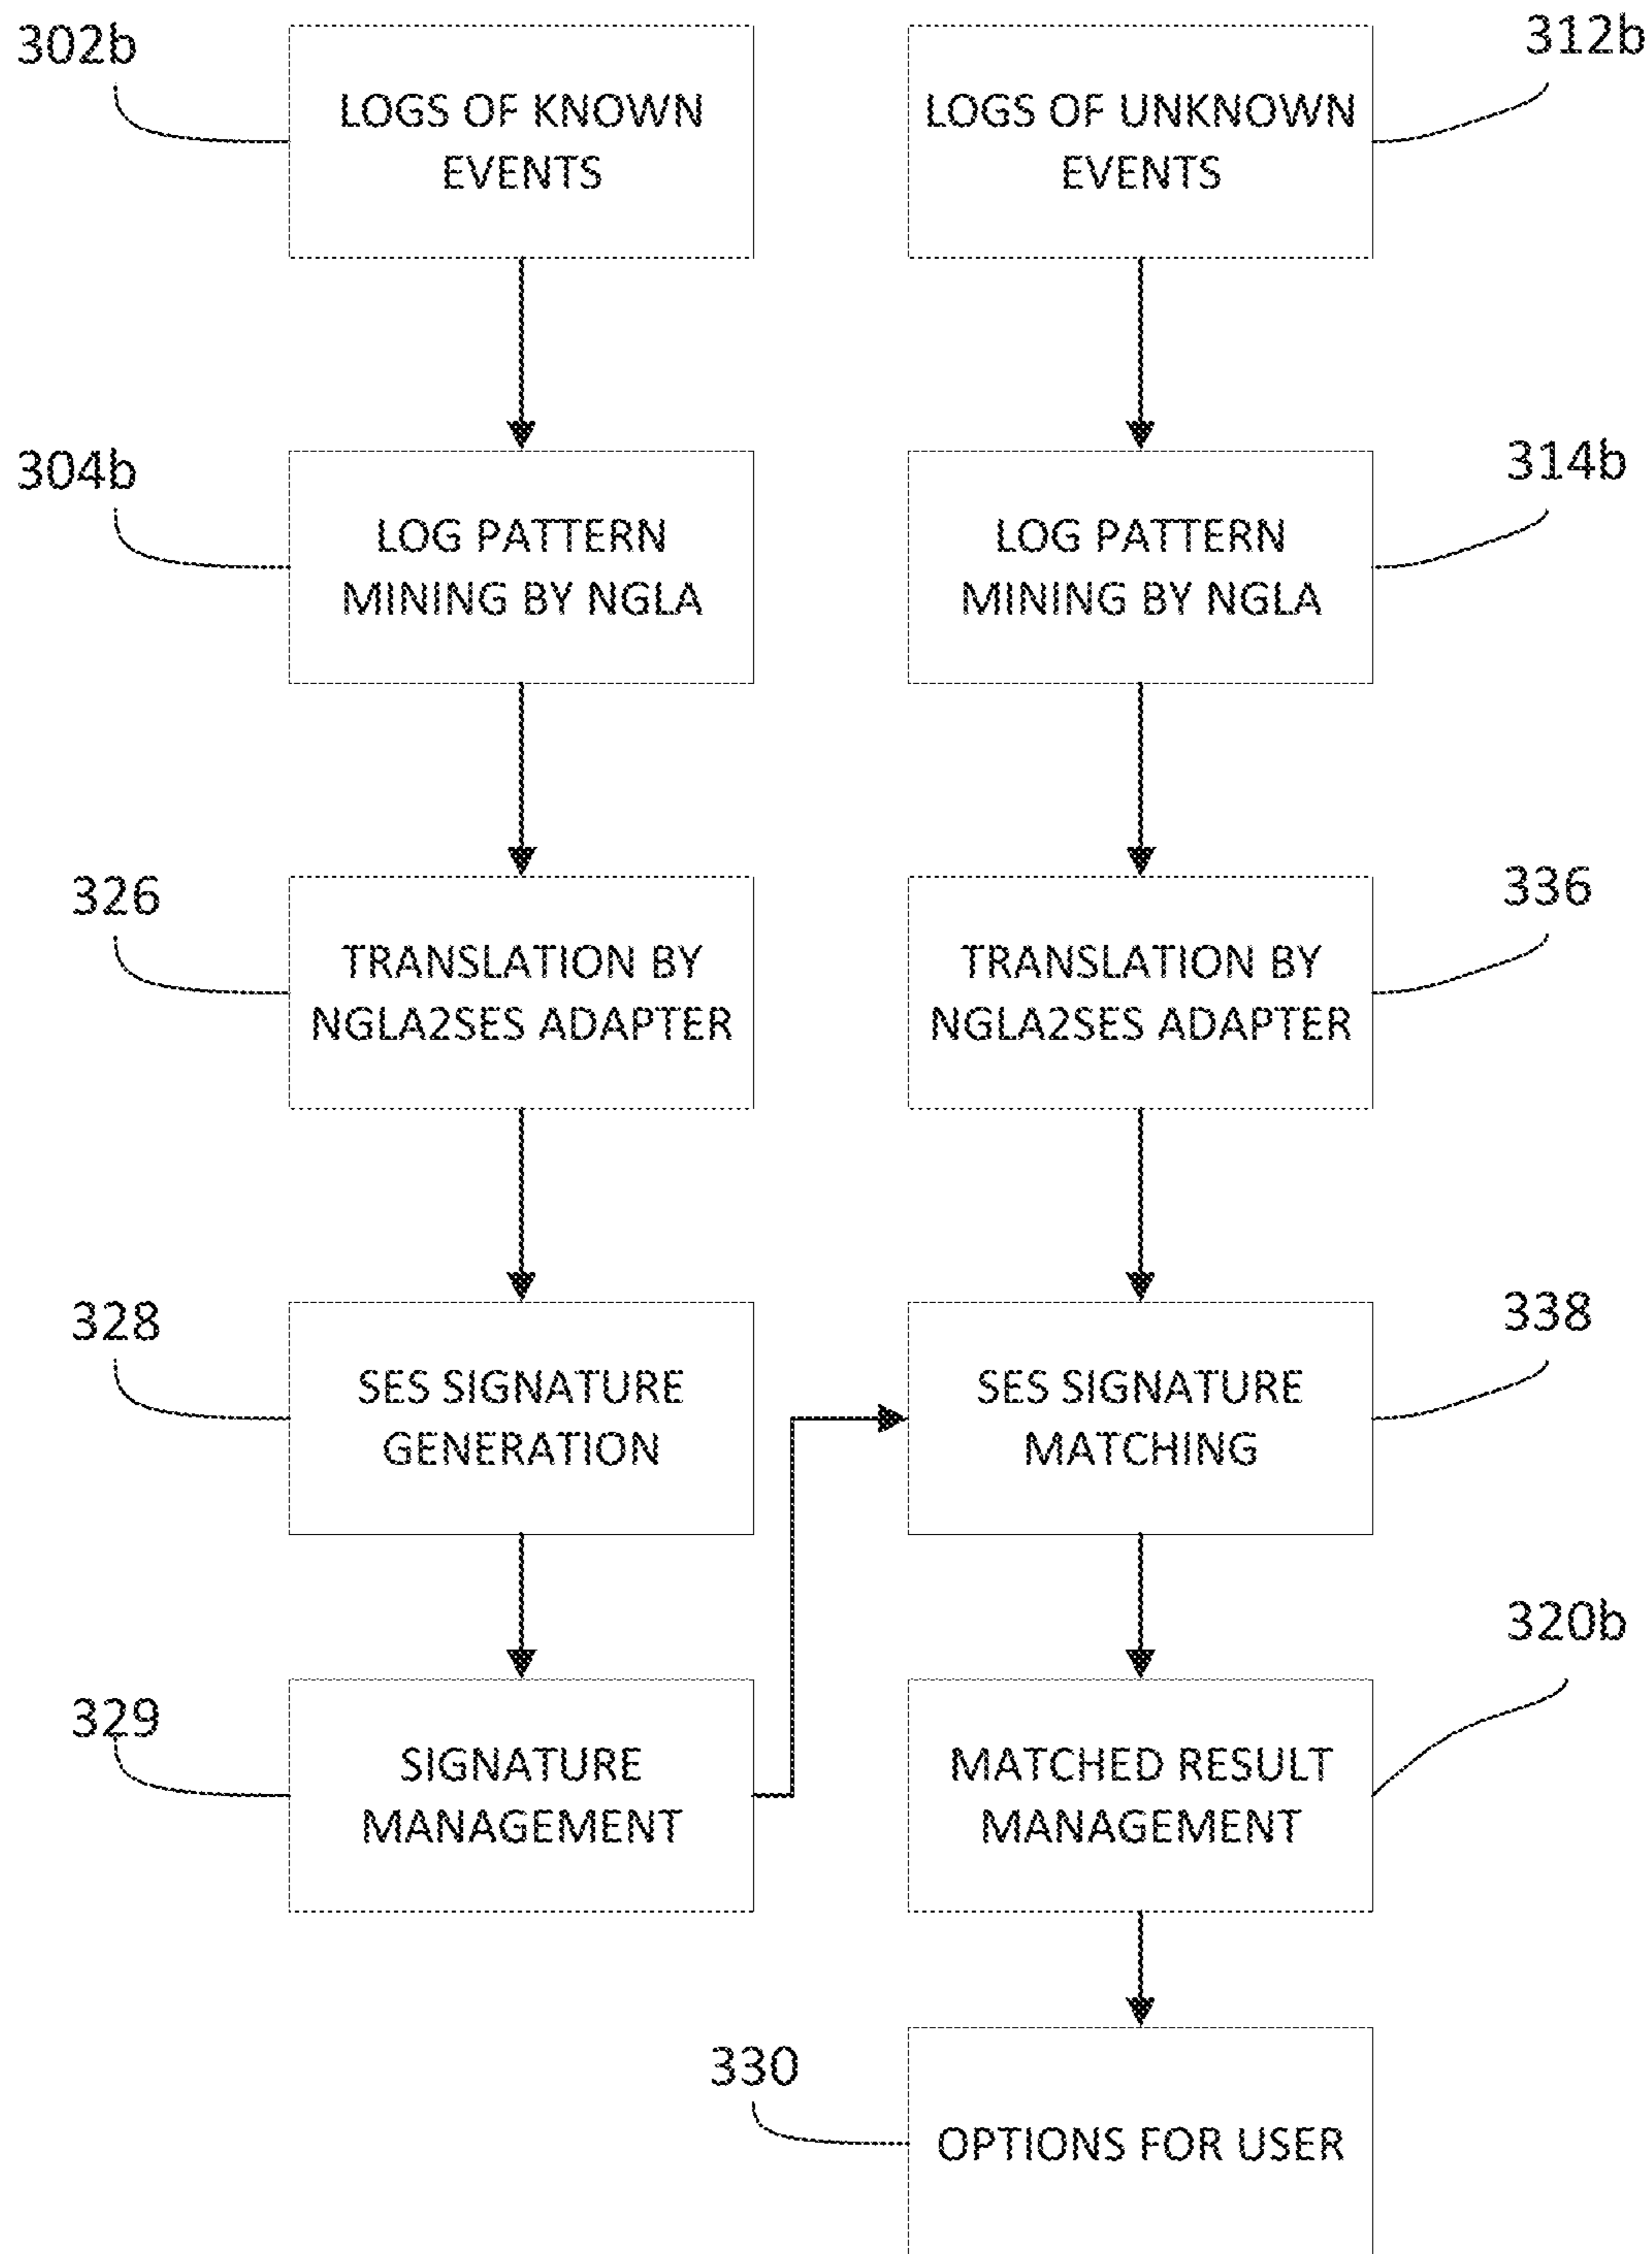 302b
LOGS OF KNOWN
EVENTS
LOGS OF UNKNOWN
EVENTS
312b
304b
LOG PATTERN
MINING BY NGLA
LOG PATTERN
MINING BY NGLA
314b
326
TRANSLATION BY
NGLA2SES ADAPTER
TRANSLATION BY
NGLA2SES ADAPTER
336
328
SES SIGNATURE
GENERATION
SES SIGNATURE
MATCHING
338
329
SIGNATURE
MANAGEMENT
MATCHED RESULT
MANAGEMENT
320b
330
OPTIONS FOR USER